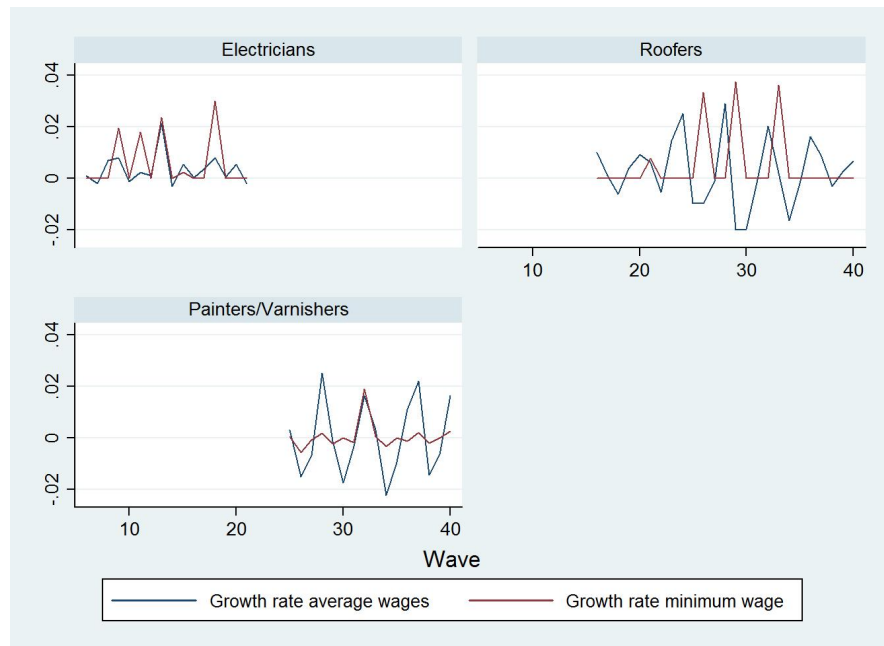 Electricians
Roofers
.04
.02
0
-.02
10
20
30
40
Painters/Varnishers
.04
.02
0
-.02
10
20
30
40
Wave
Growth rate average wages
Growth rate minimum wage